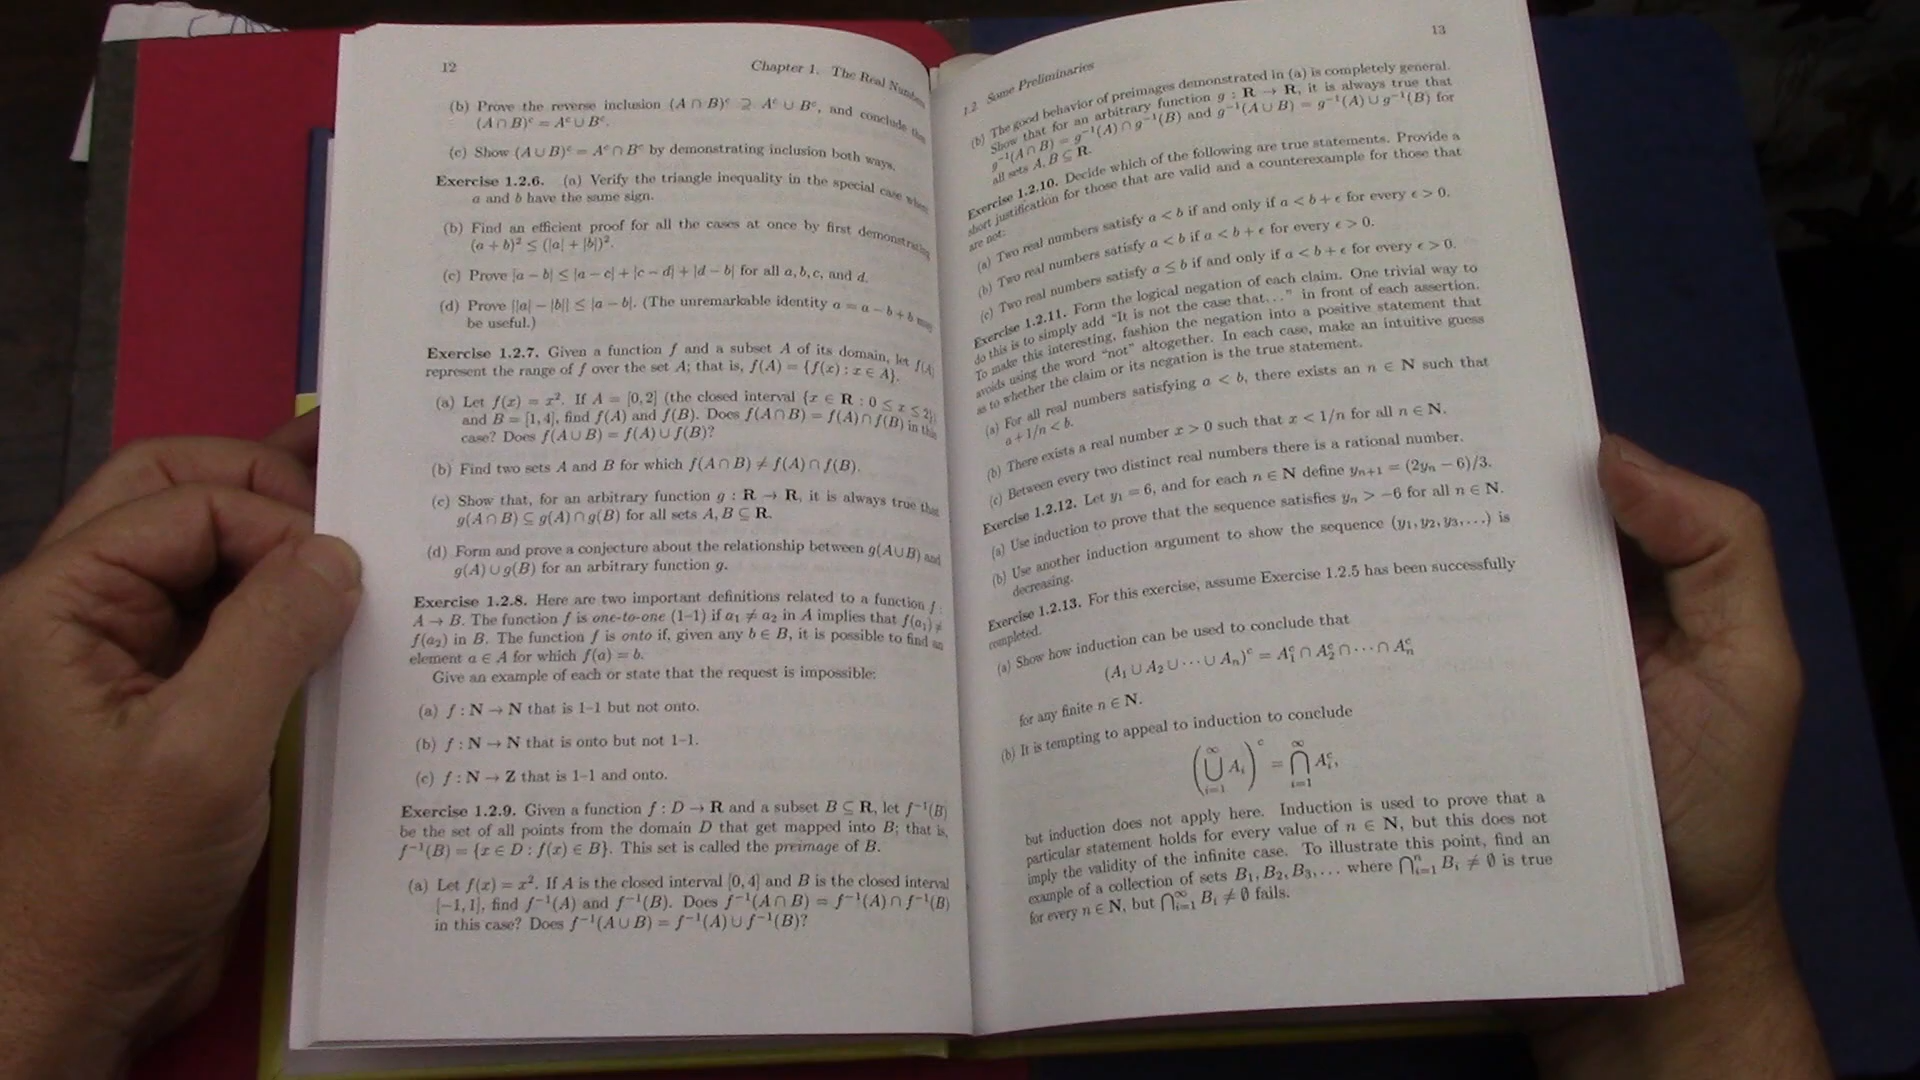 12
Chapter 1. The Real Numbers
(b) Prove the reverse inclusion (A ∩ B)ᶜ ⊇ Aᶜ ∪ Bᶜ, and conclude that
(A ∩ B)ᶜ = Aᶜ ∪ Bᶜ.
(c) Show (A ∪ B)ᶜ = Aᶜ ∩ Bᶜ by demonstrating inclusion both ways.
Exercise 1.2.6. (a) Verify the triangle inequality in the special case where
a and b have the same sign.
(b) Find an efficient proof for all the cases at once by first demonstrating
(a + b)² ≤ (|a| + |b|)².
(c) Prove |a − b| ≤ |a − c| + |c − d| + |d − b| for all a, b, c, and d.
(d) Prove ||a| − |b|| ≤ |a − b|. (The unremarkable identity a = a − b + b may
be useful.)
Exercise 1.2.7. Given a function f and a subset A of its domain, let f(A)
represent the range of f over the set A; that is, f(A) = {f(x) : x ∈ A}.
(a) Let f(x) = x². If A = [0, 2] (the closed interval {x ∈ R : 0 ≤ x ≤ 2})
and B = [1, 4], find f(A) and f(B). Does f(A ∩ B) = f(A) ∩ f(B) in this
case? Does f(A ∪ B) = f(A) ∪ f(B)?
(b) Find two sets A and B for which f(A ∩ B) ≠ f(A) ∩ f(B).
(c) Show that, for an arbitrary function g : R → R, it is always true that
g(A ∩ B) ⊆ g(A) ∩ g(B) for all sets A, B ⊆ R.
(d) Form and prove a conjecture about the relationship between g(A ∪ B) and
g(A) ∪ g(B) for an arbitrary function g.
Exercise 1.2.8. Here are two important definitions related to a function f :
A → B. The function f is one-to-one (1–1) if a₁ ≠ a₂ in A implies that f(a₁) ≠
f(a₂) in B. The function f is onto if, given any b ∈ B, it is possible to find an
element a ∈ A for which f(a) = b.
Give an example of each or state that the request is impossible:
(a) f : N → N that is 1–1 but not onto.
(b) f : N → N that is onto but not 1–1.
(c) f : N → Z that is 1–1 and onto.
Exercise 1.2.9. Given a function f : D → R and a subset B ⊆ R, let f⁻¹(B)
be the set of all points from the domain D that get mapped into B; that is,
f⁻¹(B) = {x ∈ D : f(x) ∈ B}. This set is called the preimage of B.
(a) Let f(x) = x². If A is the closed interval [0, 4] and B is the closed interval
[−1, 1], find f⁻¹(A) and f⁻¹(B). Does f⁻¹(A ∩ B) = f⁻¹(A) ∩ f⁻¹(B)
in this case? Does f⁻¹(A ∪ B) = f⁻¹(A) ∪ f⁻¹(B)?
1.2 Some Preliminaries
13
(b) The good behavior of preimages demonstrated in (a) is completely general.
Show that for an arbitrary function g : R → R, it is always true that
g⁻¹(A ∩ B) = g⁻¹(A) ∩ g⁻¹(B) and g⁻¹(A ∪ B) = g⁻¹(A) ∪ g⁻¹(B) for
all sets A, B ⊆ R.
Exercise 1.2.10. Decide which of the following are true statements. Provide a
short justification for those that are valid and a counterexample for those that
are not:
(a) Two real numbers satisfy a < b if and only if a < b + ϵ for every ϵ > 0.
(b) Two real numbers satisfy a < b if a < b + ϵ for every ϵ > 0.
(c) Two real numbers satisfy a ≤ b if and only if a < b + ϵ for every ϵ > 0.
Exercise 1.2.11. Form the logical negation of each claim. One trivial way to
do this is to simply add “It is not the case that...” in front of each assertion.
To make this interesting, fashion the negation into a positive statement that
avoids using the word “not” altogether. In each case, make an intuitive guess
as to whether the claim or its negation is the true statement.
(a) For all real numbers satisfying a < b, there exists an n ∈ N such that
a + 1/n < b.
(b) There exists a real number x > 0 such that x < 1/n for all n ∈ N.
(c) Between every two distinct real numbers there is a rational number.
Exercise 1.2.12. Let y₁ = 6, and for each n ∈ N define yₙ₊₁ = (2yₙ − 6)/3.
(a) Use induction to prove that the sequence satisfies yₙ > −6 for all n ∈ N.
(b) Use another induction argument to show the sequence (y₁, y₂, y₃, ...) is
decreasing.
Exercise 1.2.13. For this exercise, assume Exercise 1.2.5 has been successfully
completed.
(a) Show how induction can be used to conclude that
(A₁ ∪ A₂ ∪ ··· ∪ Aₙ)ᶜ = A₁ᶜ ∩ A₂ᶜ ∩ ··· ∩ Aₙᶜ
for any finite n ∈ N.
(b) It is tempting to appeal to induction to conclude
(⋃_{i=1}^{∞} Aᵢ)ᶜ = ⋂_{i=1}^{∞} Aᵢᶜ,
but induction does not apply here. Induction is used to prove that a
particular statement holds for every value of n ∈ N, but this does not
imply the validity of the infinite case. To illustrate this point, find an
example of a collection of sets B₁, B₂, B₃, ... where ⋂_{i=1}^{n} Bᵢ ≠ ∅ is true
for every n ∈ N, but ⋂_{i=1}^{∞} Bᵢ ≠ ∅ fails.